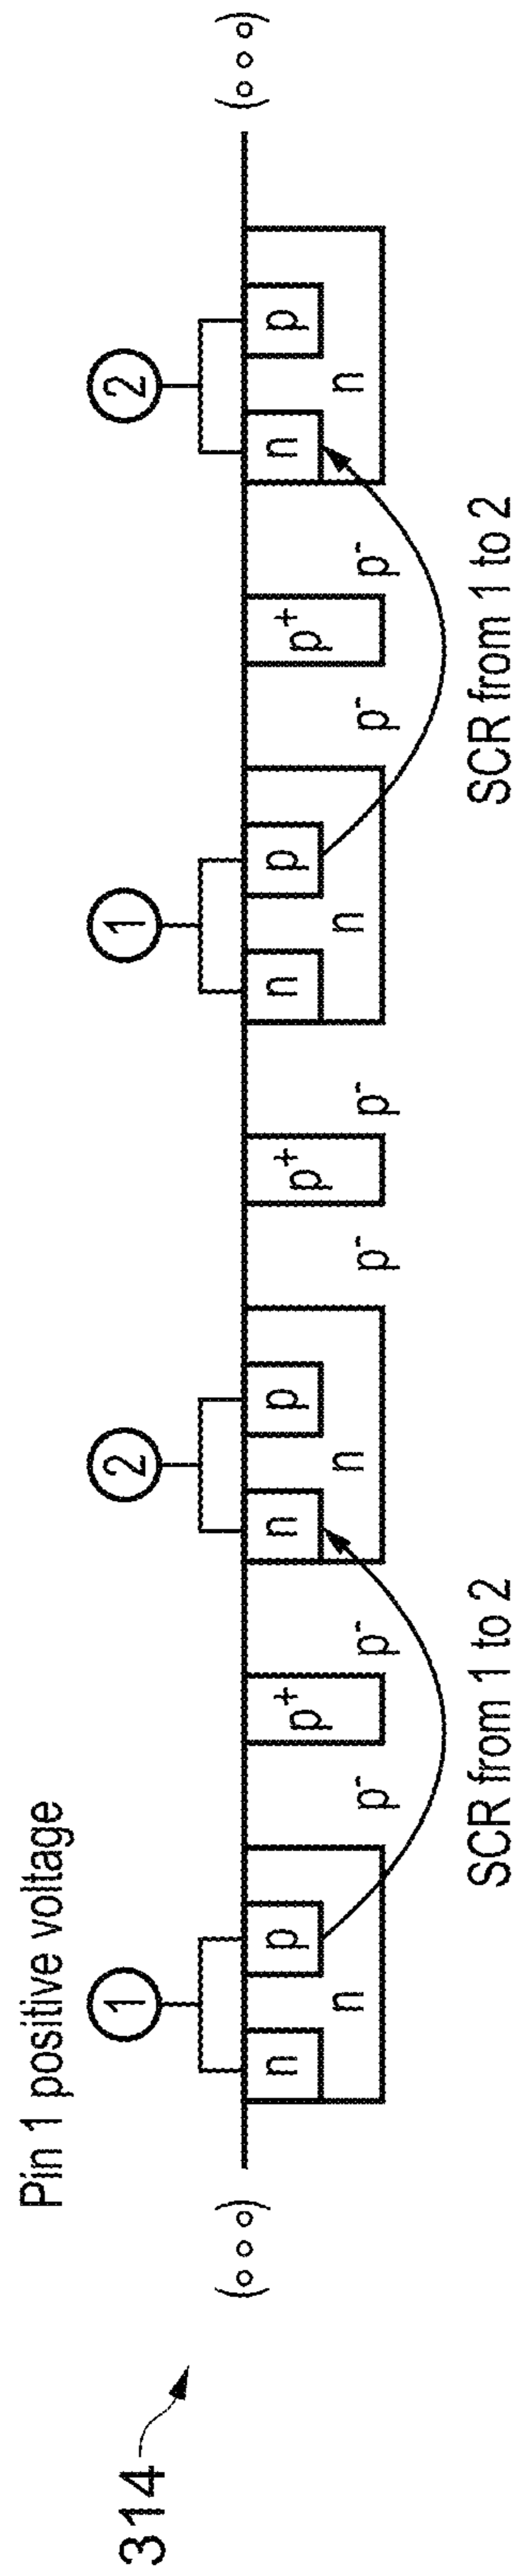 Pin 1 positive voltage
314
1 2 1 2
(∘∘∘) n p p⁺ n p p⁺ n p p⁺ n p (∘∘∘)
n p⁻ p⁻ n p⁻ p⁻ n p⁻ p⁻ n
SCR from 1 to 2
SCR from 1 to 2